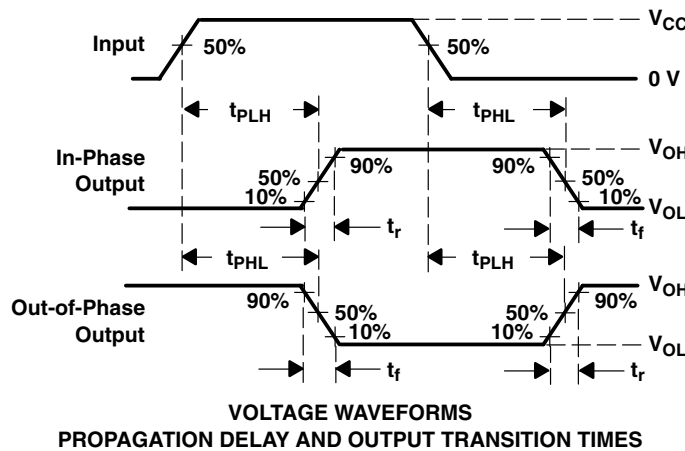 VCC
Input
50%
50%
0 V
tPLH
tPHL
In-Phase
Output
VOH
90%
90%
50%
50%
10%
10%
VOL
tr
tf
tPHL
tPLH
Out-of-Phase
Output
VOH
90%
90%
50%
50%
10%
10%
VOL
tf
tr
VOLTAGE WAVEFORMS
PROPAGATION DELAY AND OUTPUT TRANSITION TIMES